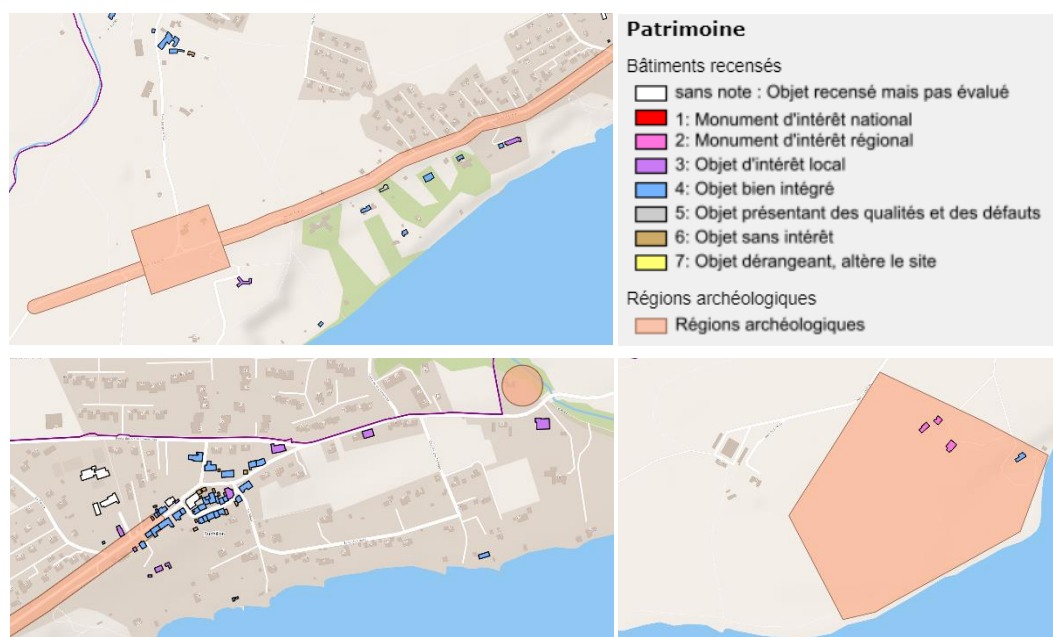 Patrimoine
Bâtiments recensés
sans note : Objet recensé mais pas évalué
1: Monument d'intérêt national
2: Monument d'intérêt régional
3: Objet d'intérêt local
4: Objet bien intégré
5: Objet présentant des qualités et des défauts
6: Objet sans intérêt
7: Objet dérangeant, altère le site
Régions archéologiques
Régions archéologiques